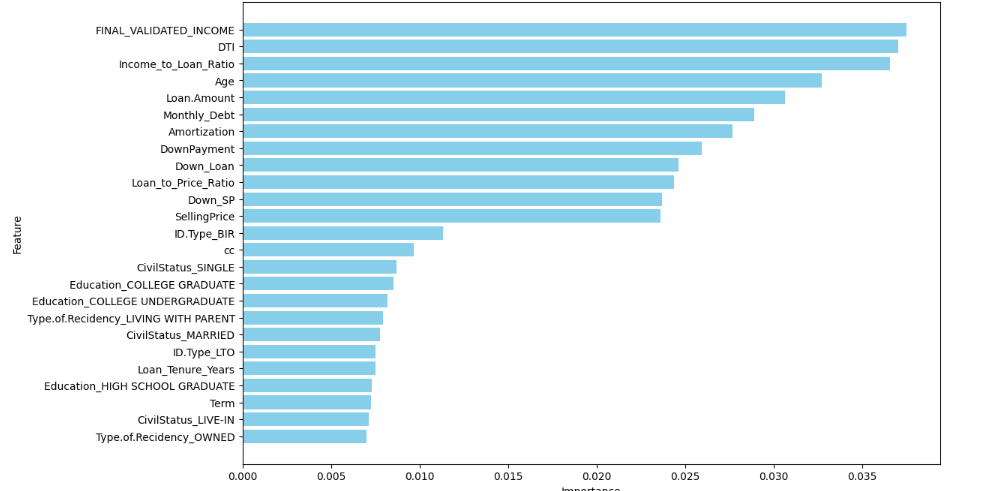 FINAL_VALIDATED_INCOME
DTI
Income_to_Loan_Ratio
Age
Loan.Amount
Monthly_Debt
Amortization
DownPayment
Down_Loan
Loan_to_Price_Ratio
Down_SP
SellingPrice
ID.Type_BIR
cc
CivilStatus_SINGLE
Education_COLLEGE GRADUATE
Education_COLLEGE UNDERGRADUATE
Type.of.Recidency_LIVING WITH PARENT
CivilStatus_MARRIED
ID.Type_LTO
Loan_Tenure_Years
Education_HIGH SCHOOL GRADUATE
Term
CivilStatus_LIVE-IN
Type.of.Recidency_OWNED
Feature
0.000 0.005 0.010 0.015 0.020 0.025 0.030 0.035
Importance